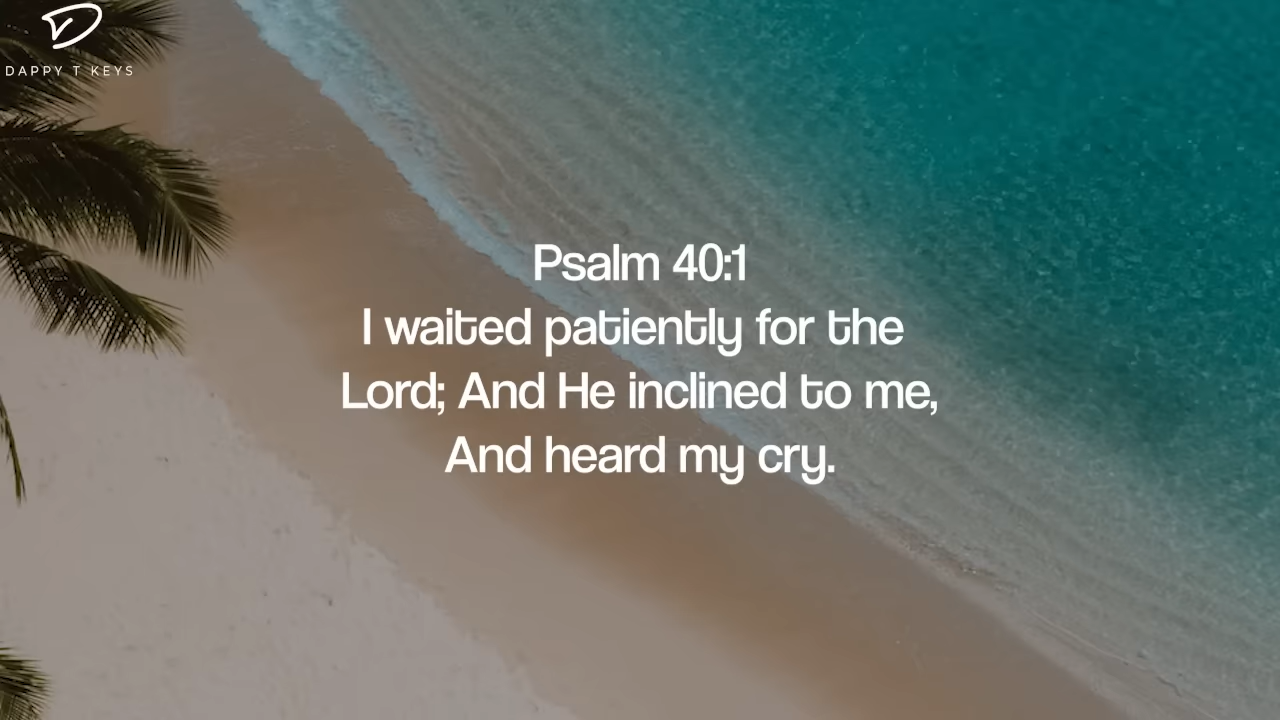 DAPPY T KEYS
Psalm 40:1
I waited patiently for the
Lord; And He inclined to me,
And heard my cry.